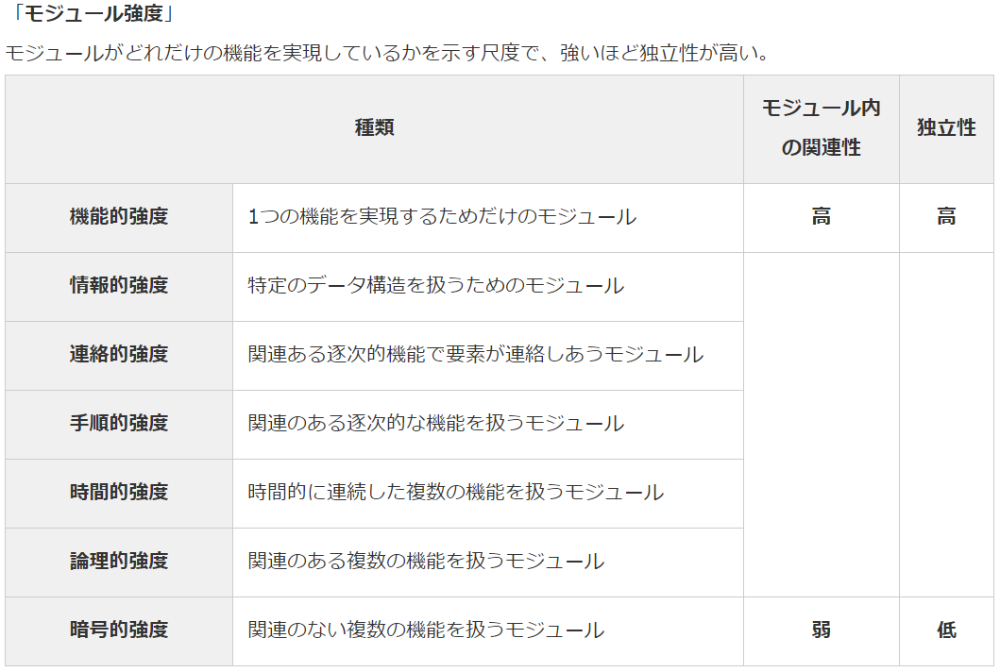 「モジュール強度」
モジュールがどれだけの機能を実現しているかを示す尺度で、強いほど独立性が高い。
種類
モジュール内
の関連性
独立性
機能的強度 1つの機能を実現するためだけのモジュール 高 高
情報的強度 特定のデータ構造を扱うためのモジュール
連絡的強度 関連ある逐次的機能で要素が連絡しあうモジュール
手順的強度 関連のある逐次的な機能を扱うモジュール
時間的強度 時間的に連続した複数の機能を扱うモジュール
論理的強度 関連のある複数の機能を扱うモジュール
暗号的強度 関連のない複数の機能を扱うモジュール 弱 低